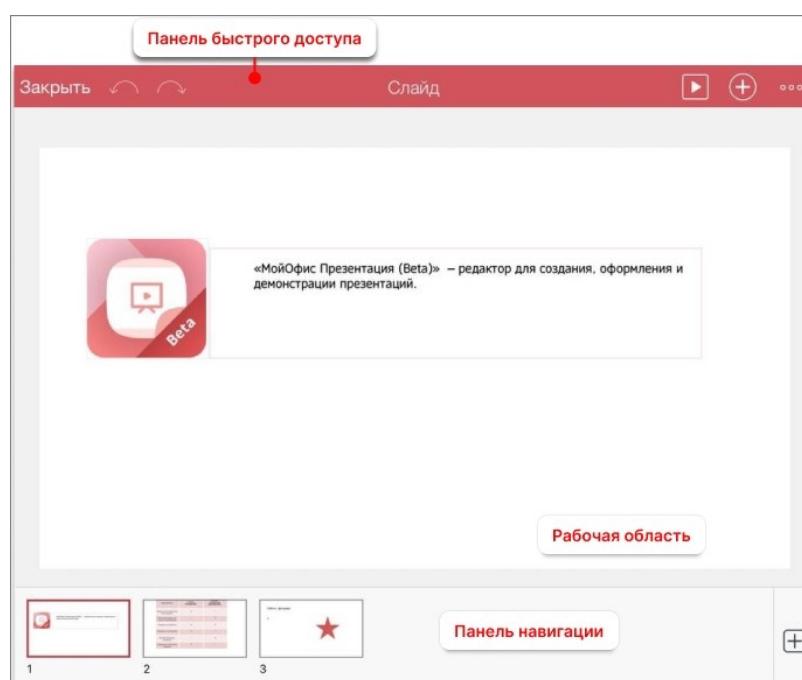 Панель быстрого доступа
Закрыть
Слайд
«МойОфис Презентация (Beta)» – редактор для создания, оформления и
демонстрации презентаций.
Beta
Рабочая область
Панель навигации
1
2
3